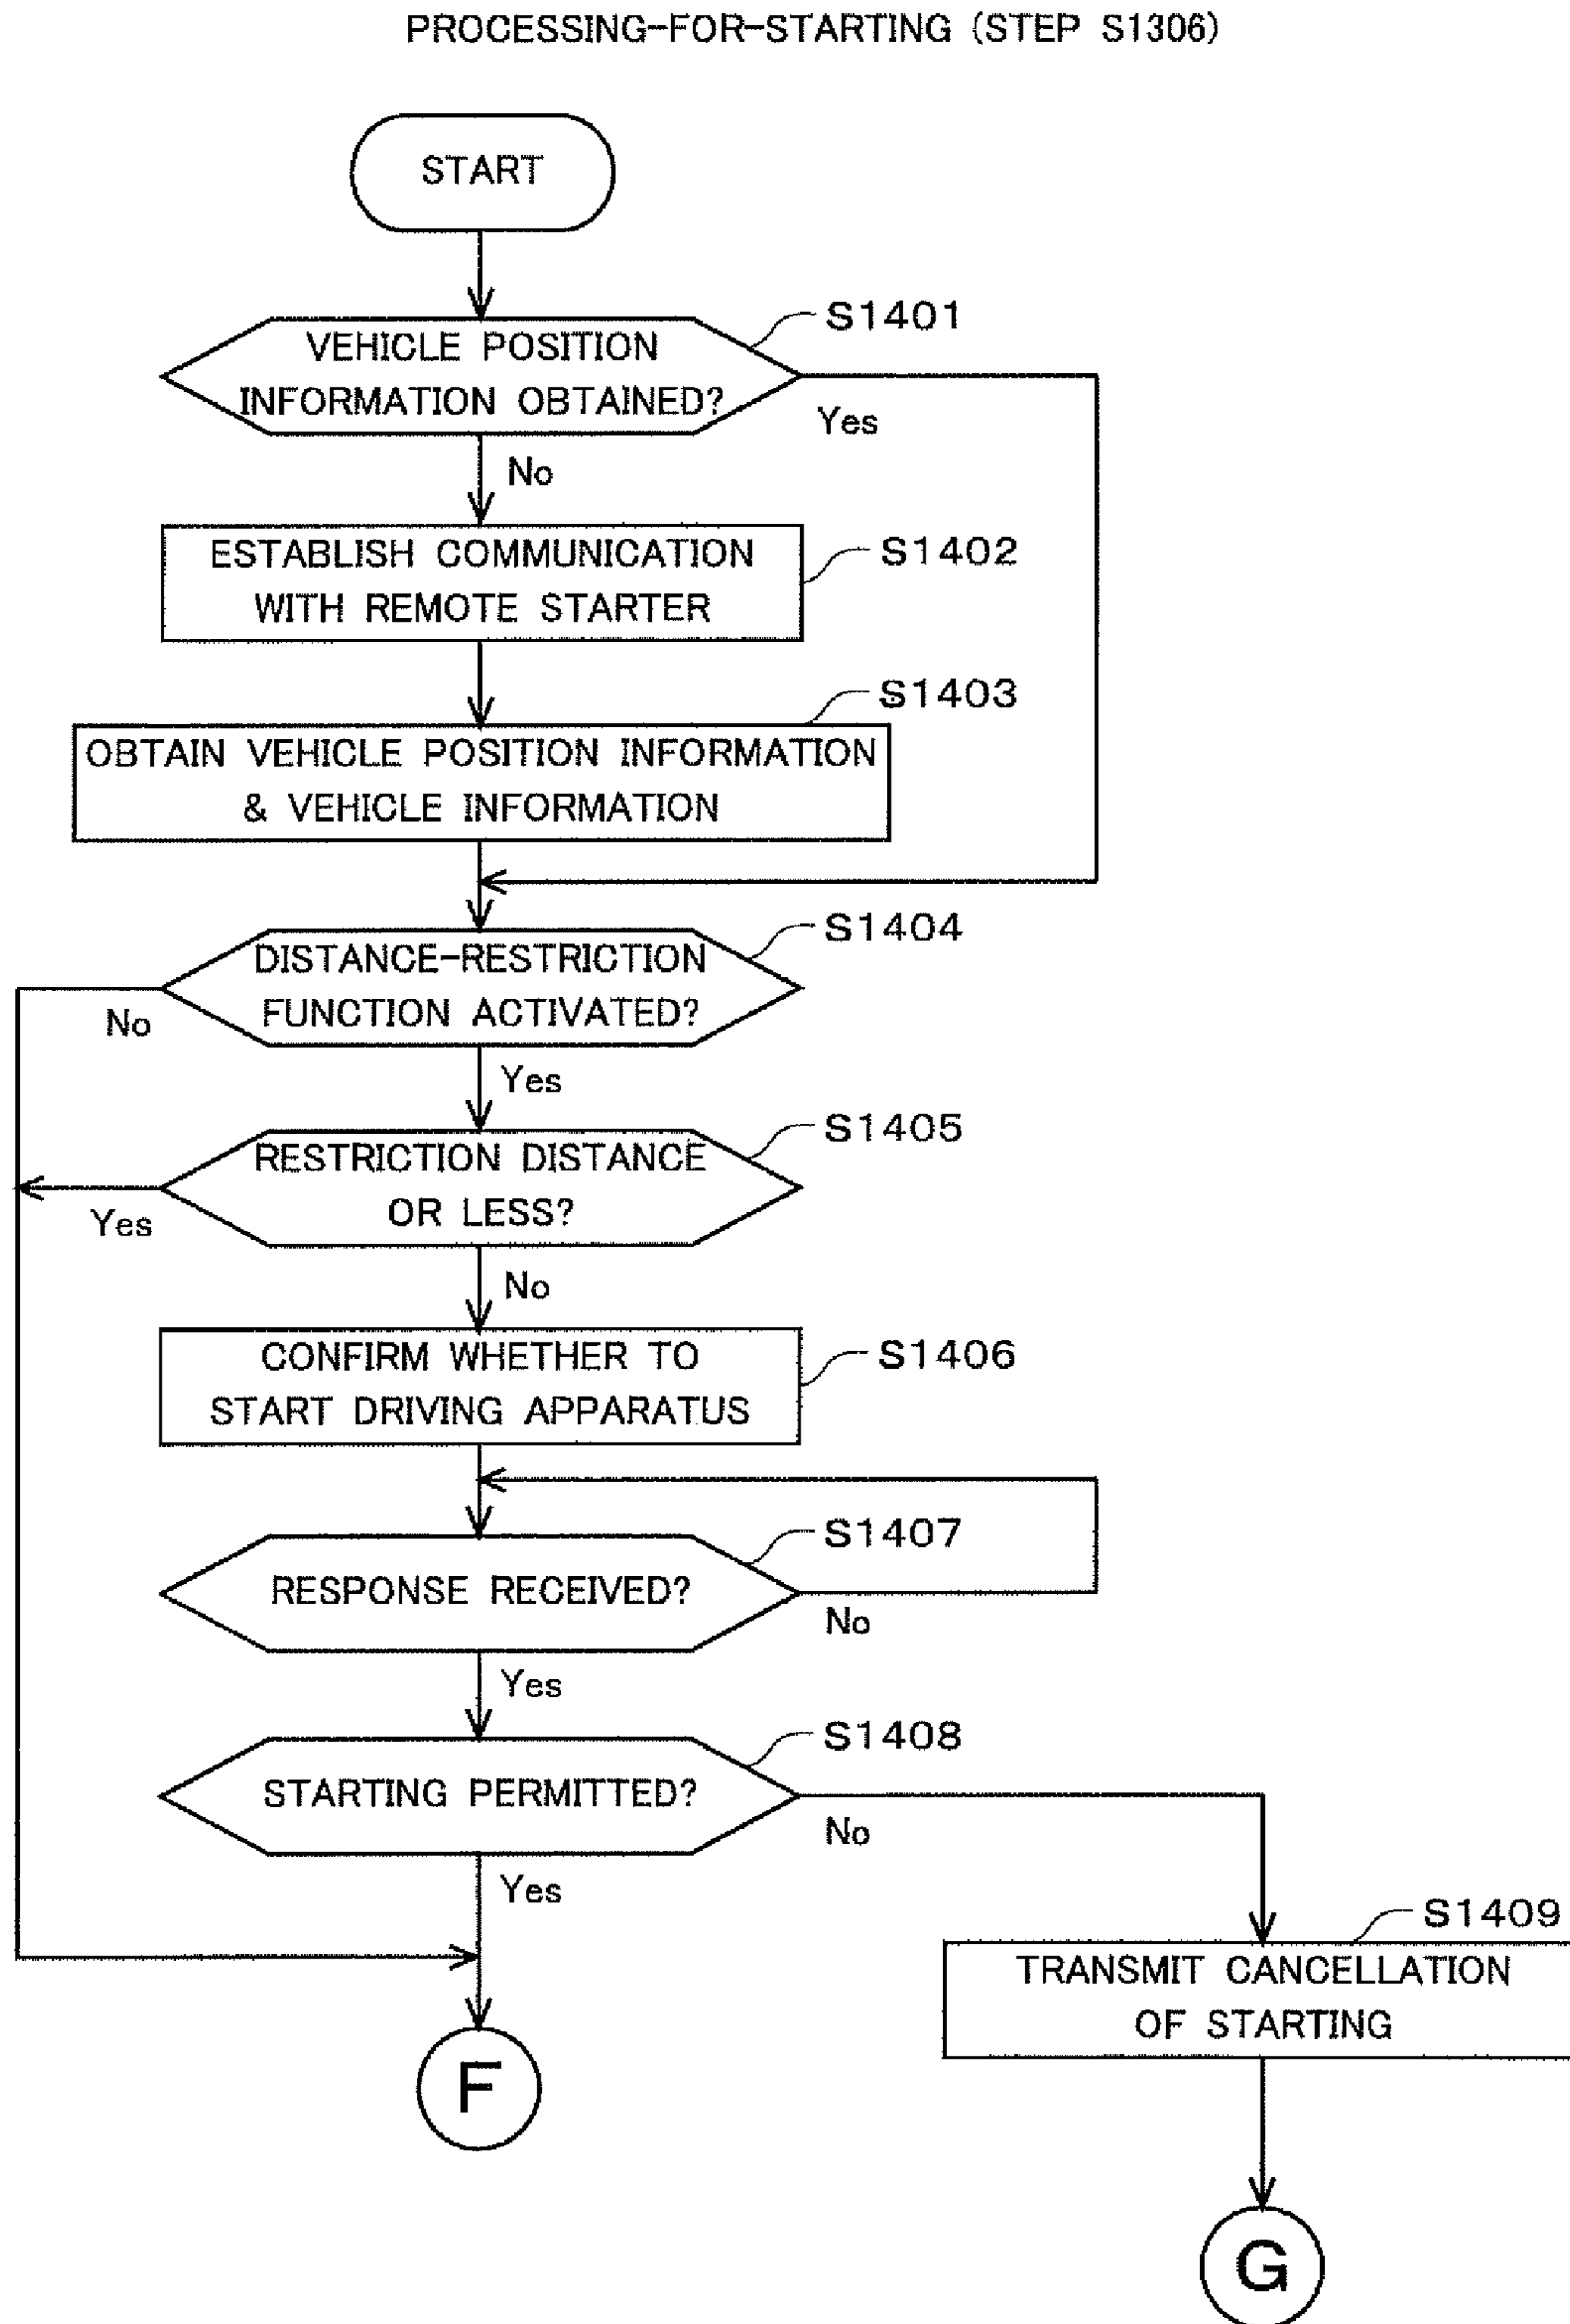 PROCESSING-FOR-STARTING (STEP S1306)
START
S1401
VEHICLE POSITION
INFORMATION OBTAINED?
Yes
No
S1402
ESTABLISH COMMUNICATION
WITH REMOTE STARTER
S1403
OBTAIN VEHICLE POSITION INFORMATION
& VEHICLE INFORMATION
S1404
DISTANCE-RESTRICTION
FUNCTION ACTIVATED?
No
Yes
S1405
RESTRICTION DISTANCE
OR LESS?
Yes
No
S1406
CONFIRM WHETHER TO
START DRIVING APPARATUS
S1407
RESPONSE RECEIVED?
No
Yes
S1408
STARTING PERMITTED?
No
Yes
S1409
TRANSMIT CANCELLATION
OF STARTING
F
G